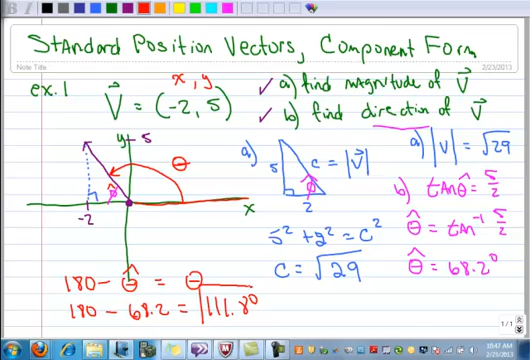 Standard Position Vectors, Component Form
Note Title
2/23/2013
ex. 1
x, y
V = (-2, 5)
✓ a) find magnitude of V
✓ b) find direction of V
y
5
θ
θ̂
-2
x
a)
5
c = |V|
θ̂
2
5² + 2² = c²
c = √29
a) |V| = √29
b) tan θ̂ = 5/2
θ̂ = tan⁻¹ 5/2
θ̂ = 68.2°
180 - θ̂ = θ
180 - 68.2 = 111.8°
1/1
10:47 AM
2/23/2013